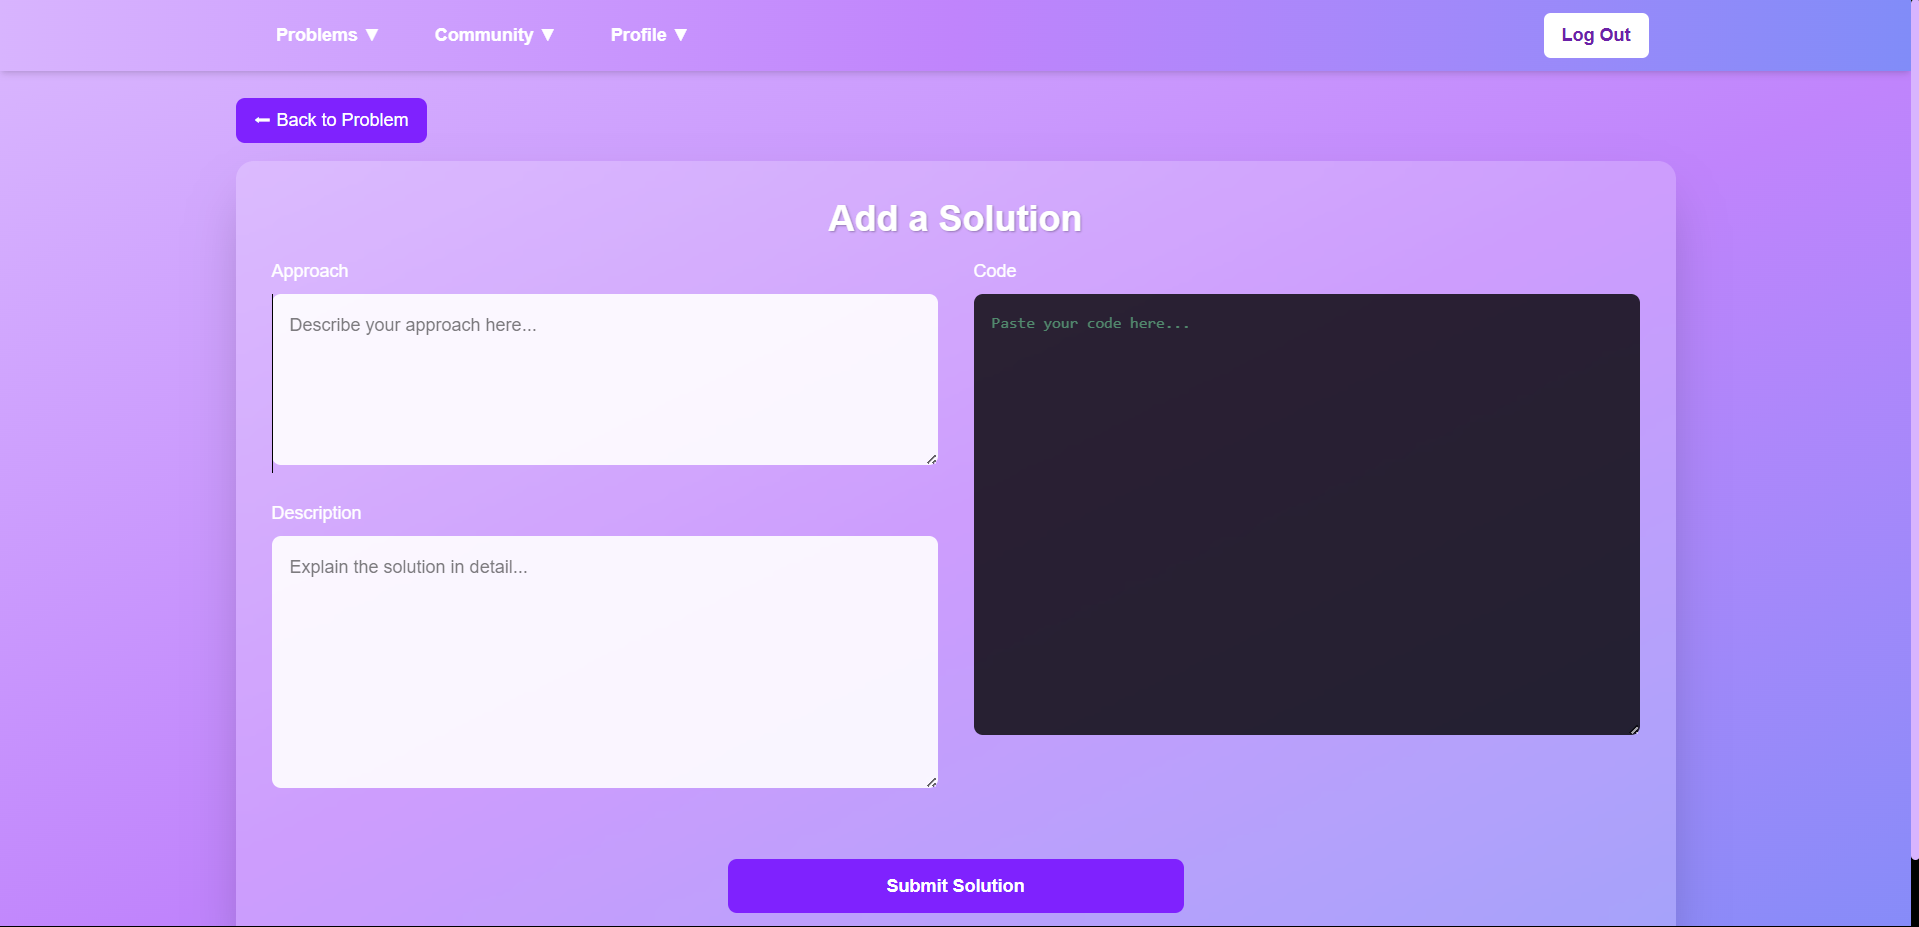 Problems ▼ Community ▼ Profile ▼ Log Out
⬅ Back to Problem
Add a Solution
Approach
Describe your approach here...
Description
Explain the solution in detail...
Code
Paste your code here...
Submit Solution